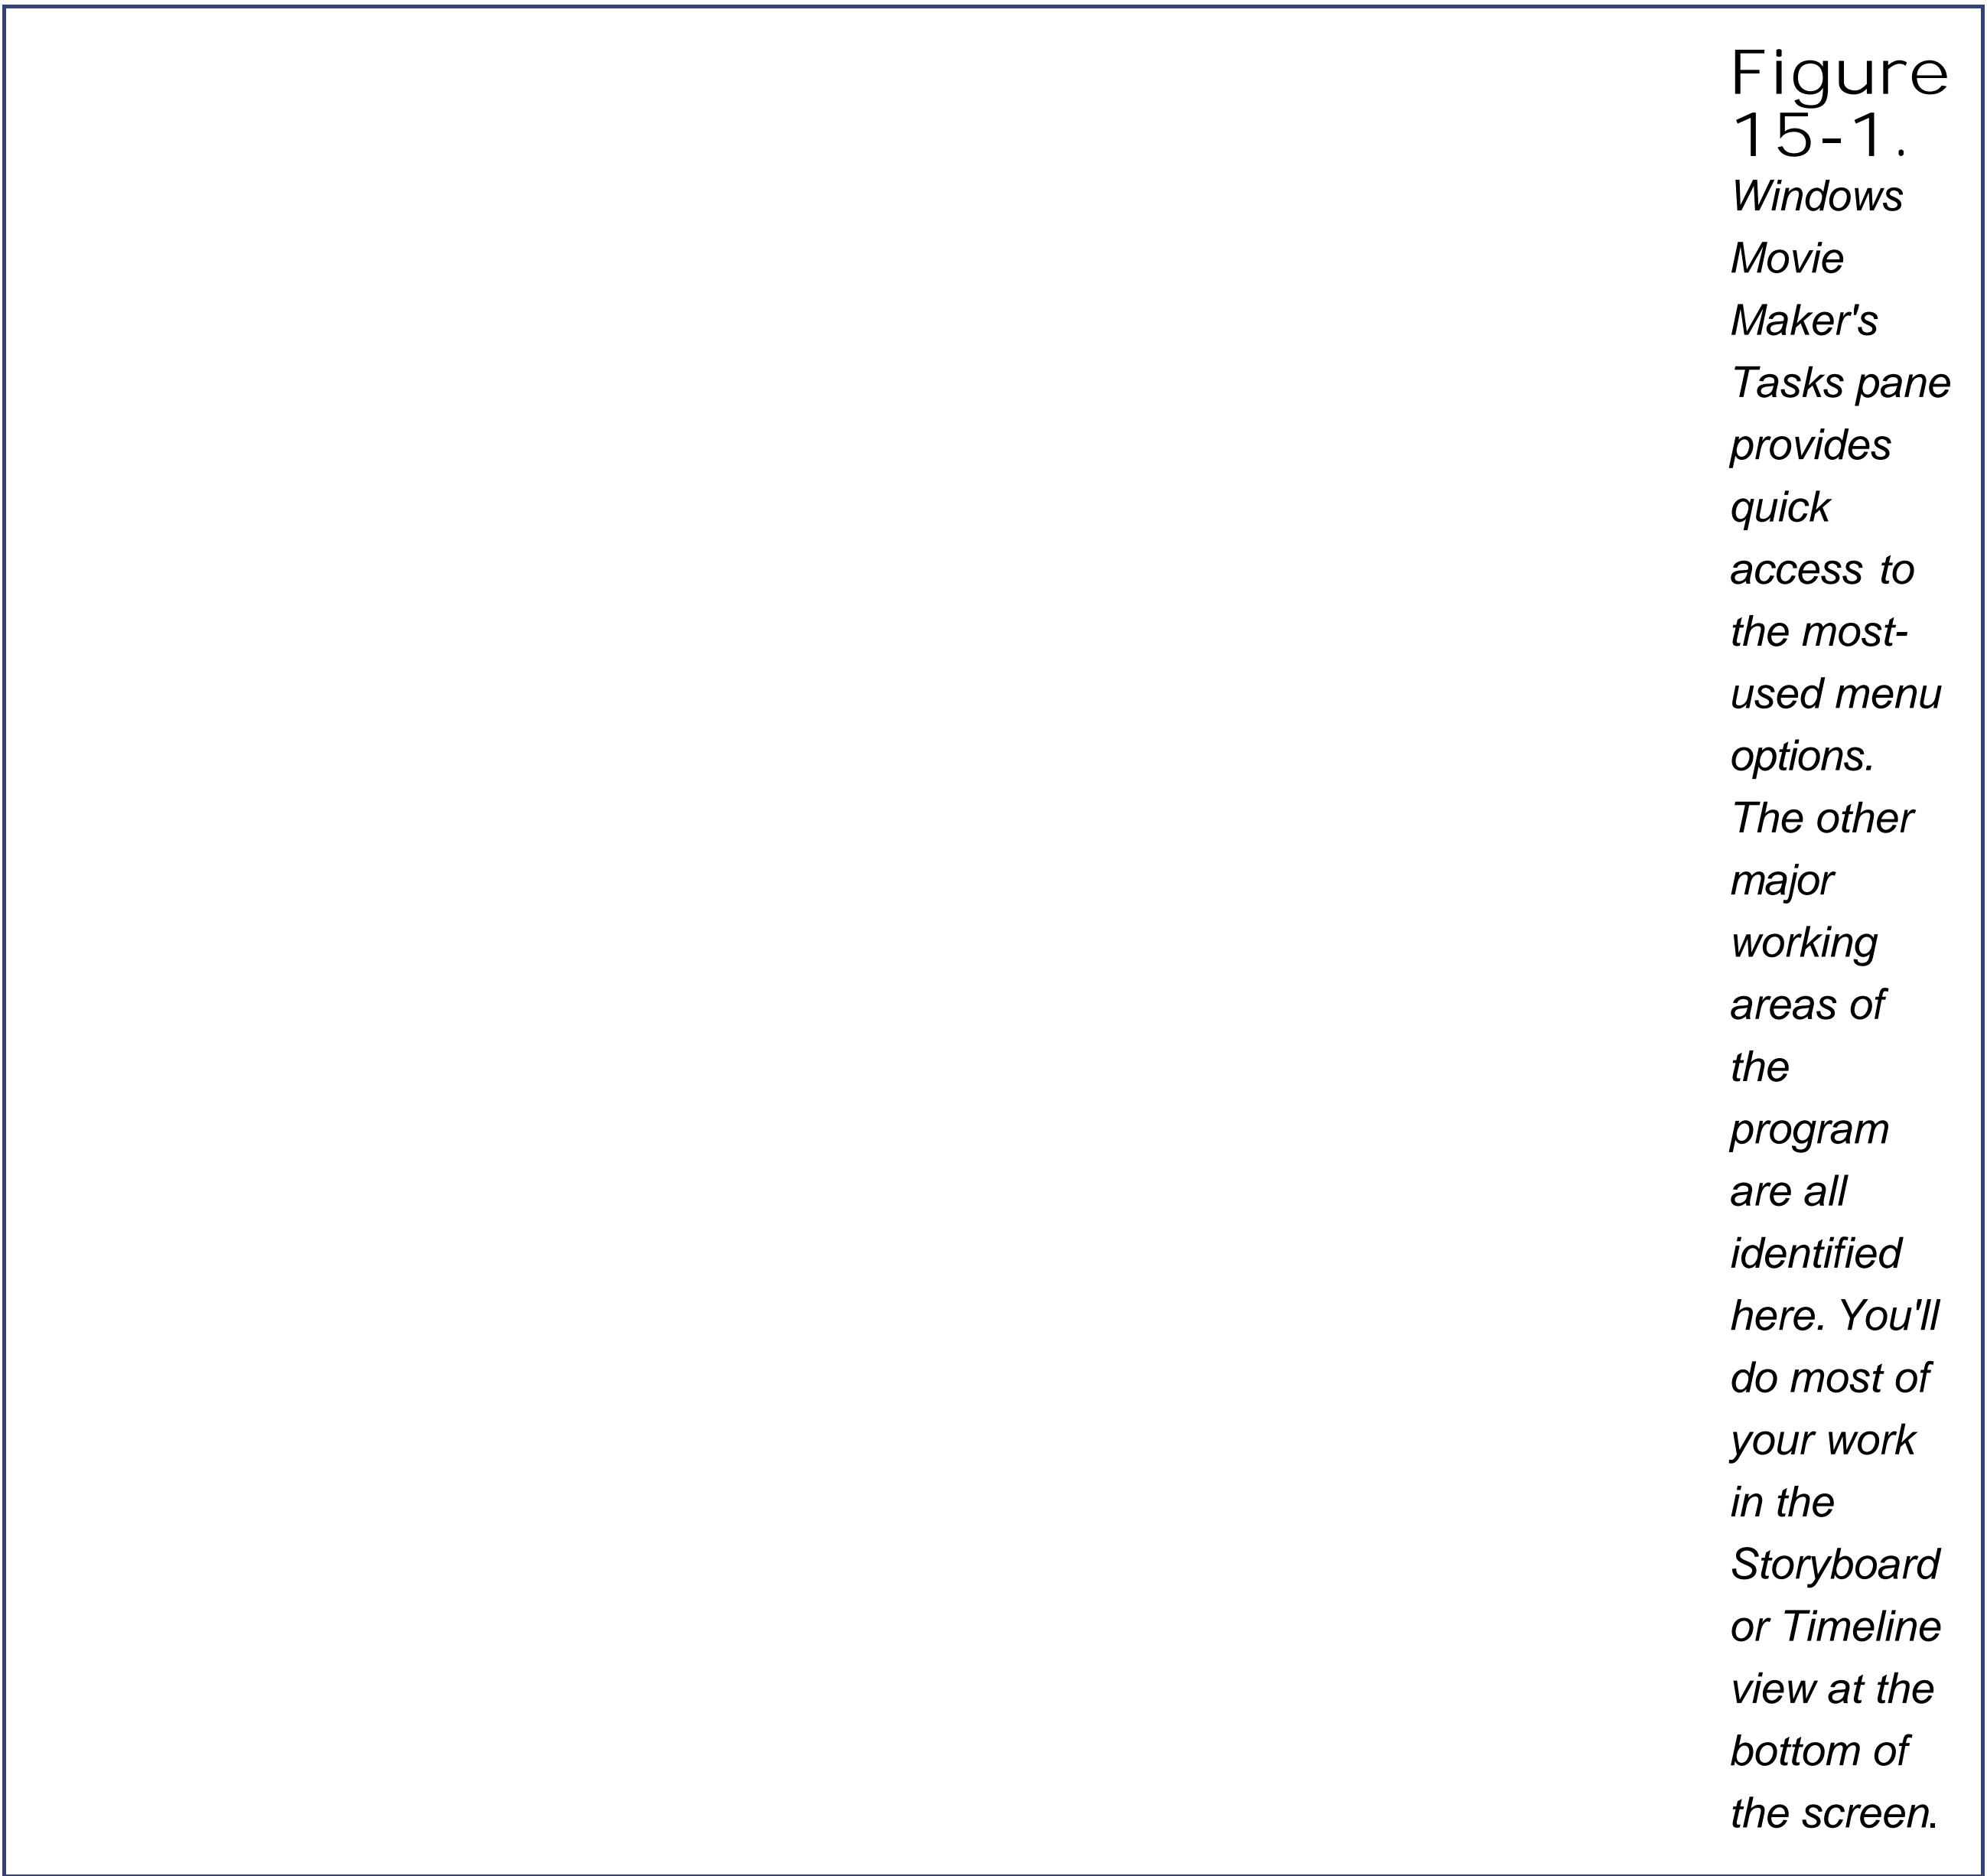 Figure
15-1.
Windows
Movie
Maker's
Tasks pane
provides
quick
access to
the most-
used menu
options.
The other
major
working
areas of
the
program
are all
identified
here. You'll
do most of
your work
in the
Storyboard
or Timeline
view at the
bottom of
the screen.